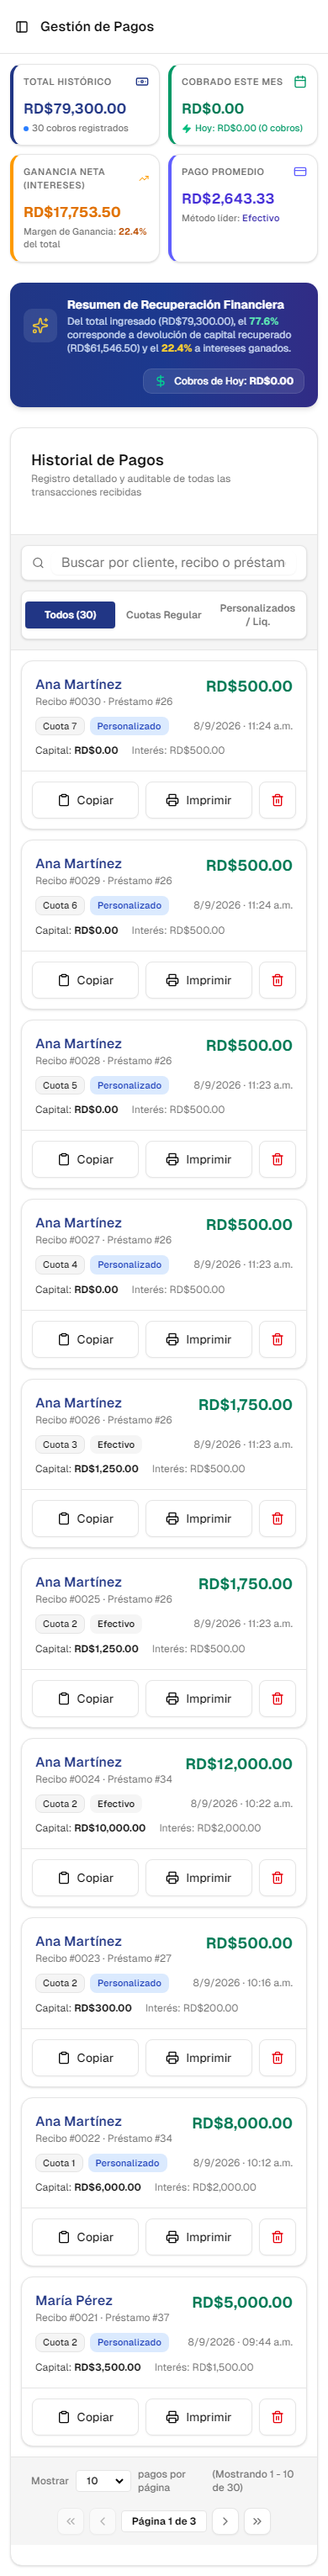 Gestión de Pagos
TOTAL HISTÓRICO
RD$79,300.00
30 cobros registrados
COBRADO ESTE MES
RD$0.00
Hoy: RD$0.00 (0 cobros)
GANANCIA NETA
(INTERESES)
RD$17,753.50
Margen de Ganancia: 22.4%
del total
PAGO PROMEDIO
RD$2,643.33
Método líder: Efectivo
Resumen de Recuperación Financiera
Del total ingresado (RD$79,300.00), el 77.6%
corresponde a devolución de capital recuperado
(RD$61,546.50) y el 22.4% a intereses ganados.
Cobros de Hoy: RD$0.00
Historial de Pagos
Registro detallado y auditable de todas las
transacciones recibidas
Buscar por cliente, recibo o préstam
Todos (30)
Cuotas Regular
Personalizados
/ Liq.
Ana Martínez
RD$500.00
Recibo #0030 · Préstamo #26
Cuota 7 Personalizado 8/9/2026 · 11:24 a.m.
Capital: RD$0.00 Interés: RD$500.00
Copiar Imprimir
Ana Martínez
RD$500.00
Recibo #0029 · Préstamo #26
Cuota 6 Personalizado 8/9/2026 · 11:24 a.m.
Capital: RD$0.00 Interés: RD$500.00
Copiar Imprimir
Ana Martínez
RD$500.00
Recibo #0028 · Préstamo #26
Cuota 5 Personalizado 8/9/2026 · 11:23 a.m.
Capital: RD$0.00 Interés: RD$500.00
Copiar Imprimir
Ana Martínez
RD$500.00
Recibo #0027 · Préstamo #26
Cuota 4 Personalizado 8/9/2026 · 11:23 a.m.
Capital: RD$0.00 Interés: RD$500.00
Copiar Imprimir
Ana Martínez
RD$1,750.00
Recibo #0026 · Préstamo #26
Cuota 3 Efectivo 8/9/2026 · 11:23 a.m.
Capital: RD$1,250.00 Interés: RD$500.00
Copiar Imprimir
Ana Martínez
RD$1,750.00
Recibo #0025 · Préstamo #26
Cuota 2 Efectivo 8/9/2026 · 11:23 a.m.
Capital: RD$1,250.00 Interés: RD$500.00
Copiar Imprimir
Ana Martínez
RD$12,000.00
Recibo #0024 · Préstamo #34
Cuota 2 Efectivo 8/9/2026 · 10:22 a.m.
Capital: RD$10,000.00 Interés: RD$2,000.00
Copiar Imprimir
Ana Martínez
RD$500.00
Recibo #0023 · Préstamo #27
Cuota 2 Personalizado 8/9/2026 · 10:16 a.m.
Capital: RD$300.00 Interés: RD$200.00
Copiar Imprimir
Ana Martínez
RD$8,000.00
Recibo #0022 · Préstamo #34
Cuota 1 Personalizado 8/9/2026 · 10:12 a.m.
Capital: RD$6,000.00 Interés: RD$2,000.00
Copiar Imprimir
María Pérez
RD$5,000.00
Recibo #0021 · Préstamo #37
Cuota 2 Personalizado 8/9/2026 · 09:44 a.m.
Capital: RD$3,500.00 Interés: RD$1,500.00
Copiar Imprimir
Mostrar 10
pagos por
página
(Mostrando 1 - 10
de 30)
Página 1 de 3